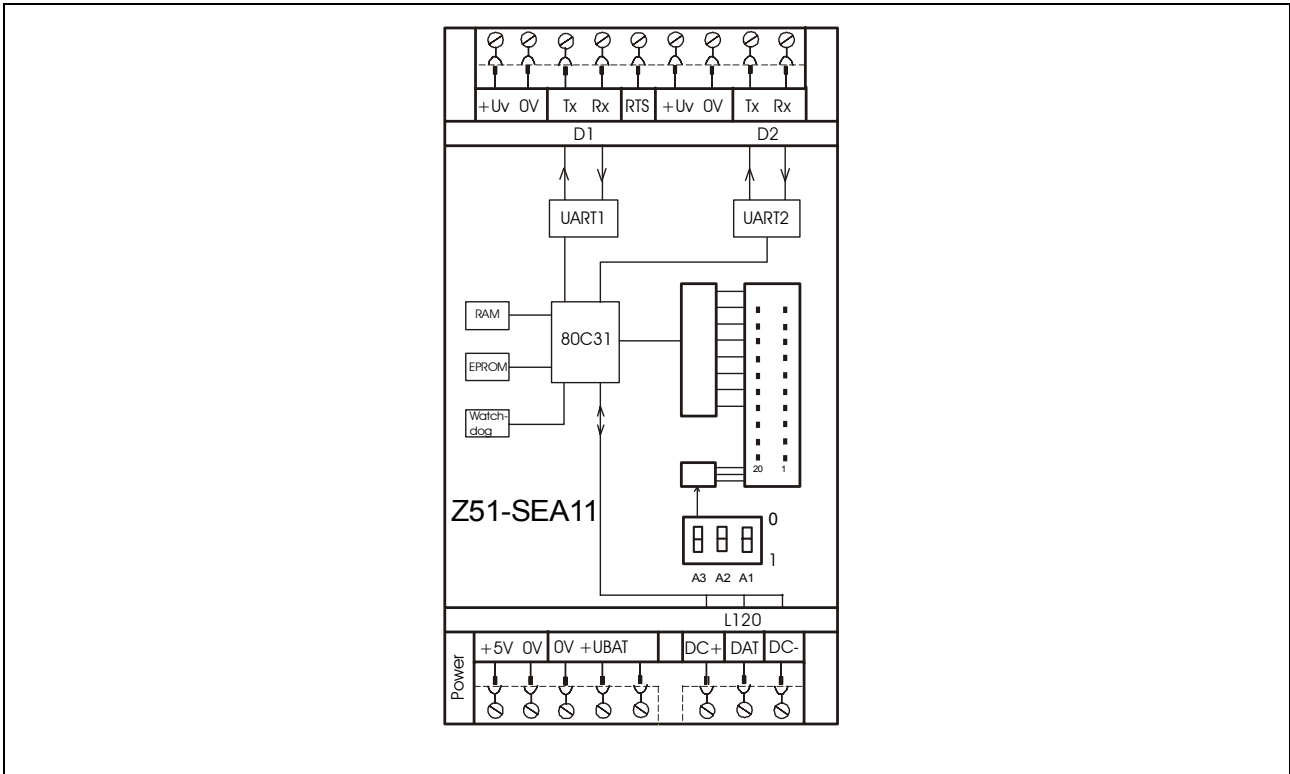 +Uv 0V Tx Rx RTS +Uv 0V Tx Rx
D1 D2
UART1 UART2
RAM
80C31
EPROM
Watch-
dog
20 1
Z51-SEA11
0
1
A3 A2 A1
L120
Power
+5V 0V 0V +UBAT DC+ DAT DC-